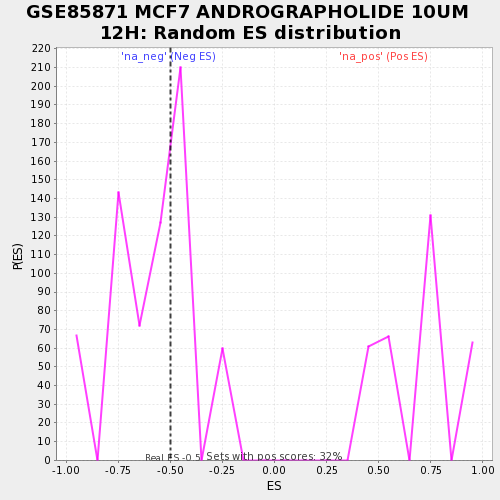 GSE85871 MCF7 ANDROGRAPHOLIDE 10UM
12H: Random ES distribution
'na_neg' (Neg ES)
'na_pos' (Pos ES)
220
210
200
190
180
170
160
150
140
130
120
110
100
90
80
70
60
50
40
30
20
10
0
P(ES)
Real ES -0.5
Sets with pos scores: 32%
-1.00 -0.75 -0.50 -0.25 0.00 0.25 0.50 0.75 1.00
ES